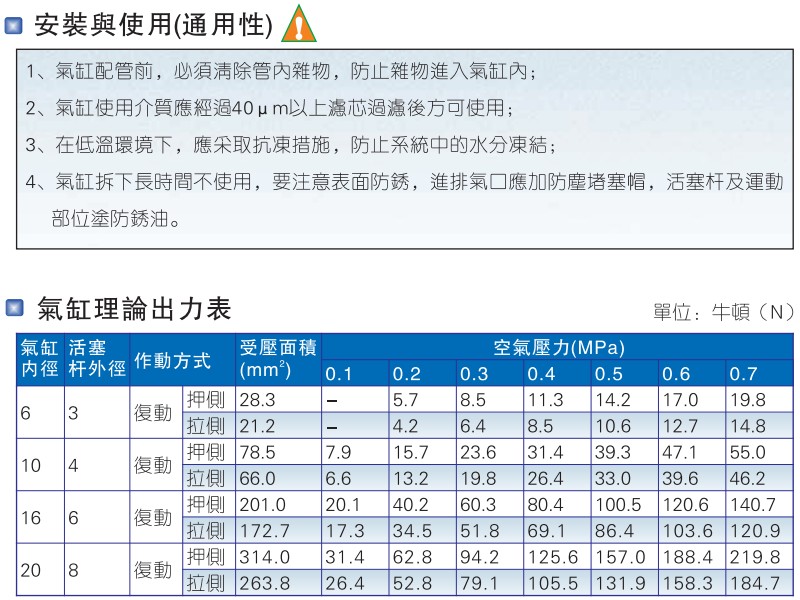 安裝與使用(通用性)
1、氣缸配管前，必須清除管內雜物，防止雜物進入氣缸內；
2、氣缸使用介質應經過40μm以上濾芯過濾後方可使用；
3、在低溫環境下，應采取抗凍措施，防止系統中的水分凍結；
4、氣缸拆下長時間不使用，要注意表面防銹，進排氣口應加防塵堵塞帽，活塞杆及運動
部位塗防銹油。
氣缸理論出力表 單位：牛頓（N）
氣缸內徑 活塞杆外徑 作動方式 受壓面積(mm²) 空氣壓力(MPa)
0.1 0.2 0.3 0.4 0.5 0.6 0.7
6 3 復動 押側 28.3 – 5.7 8.5 11.3 14.2 17.0 19.8
拉側 21.2 – 4.2 6.4 8.5 10.6 12.7 14.8
10 4 復動 押側 78.5 7.9 15.7 23.6 31.4 39.3 47.1 55.0
拉側 66.0 6.6 13.2 19.8 26.4 33.0 39.6 46.2
16 6 復動 押側 201.0 20.1 40.2 60.3 80.4 100.5 120.6 140.7
拉側 172.7 17.3 34.5 51.8 69.1 86.4 103.6 120.9
20 8 復動 押側 314.0 31.4 62.8 94.2 125.6 157.0 188.4 219.8
拉側 263.8 26.4 52.8 79.1 105.5 131.9 158.3 184.7